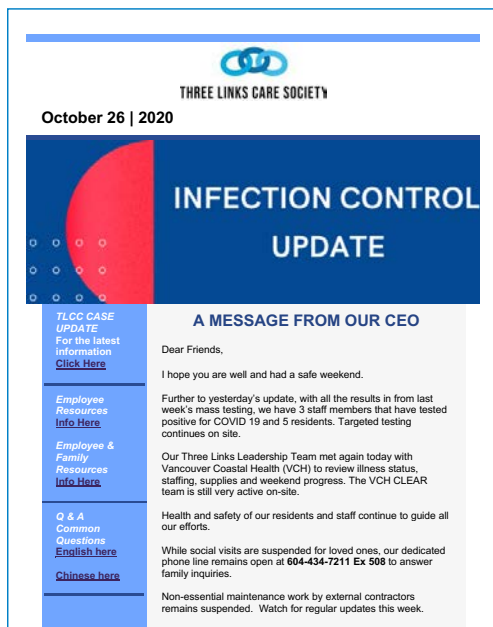 THREE LINKS CARE SOCIETY
October 26 | 2020
INFECTION CONTROL
UPDATE
TLCC CASE
UPDATE
For the latest
information
Click Here
Employee
Resources
Info Here
Employee &
Family
Resources
Info Here
Q & A
Common
Questions
English here
Chinese here
A MESSAGE FROM OUR CEO
Dear Friends,
I hope you are well and had a safe weekend.
Further to yesterday's update, with all the results in from last
week's mass testing, we have 3 staff members that have tested
positive for COVID 19 and 5 residents. Targeted testing
continues on site.
Our Three Links Leadership Team met again today with
Vancouver Coastal Health (VCH) to review illness status,
staffing, supplies and weekend progress. The VCH CLEAR
team is still very active on-site.
Health and safety of our residents and staff continue to guide all
our efforts.
While social visits are suspended for loved ones, our dedicated
phone line remains open at 604-434-7211 Ex 508 to answer
family inquiries.
Non-essential maintenance work by external contractors
remains suspended. Watch for regular updates this week.